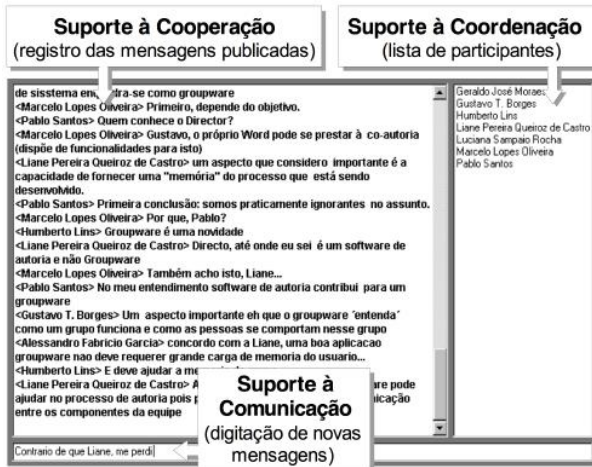 Suporte à Cooperação
(registro das mensagens publicadas)
Suporte à Coordenação
(lista de participantes)
de sisstema enq dra-se como groupware
<Marcelo Lopes Oliveira> Primeiro, depende do objetivo.
<Pablo Santos> Quem conhece o Director?
<Marcelo Lopes Oliveira> Gustavo, o próprio Word pode se prestar à co-autoria
(dispõe de funcionalidades para isto)
<Liane Pereira Queiroz de Castro> um aspecto que considero importante é a
capacidade de fornecer uma "memória" do processo que está sendo
desenvolvido.
<Pablo Santos> Primeira conclusão: somos praticamente ignorantes no assunto.
<Marcelo Lopes Oliveira> Por que, Pablo?
<Humberto Lins> Groupware é uma novidade
<Liane Pereira Queiroz de Castro> Directo, até onde eu sei é um software de
autoria e não Groupware
<Marcelo Lopes Oliveira> Também acho isto, Liane...
<Pablo Santos> No meu entendimento software de autoria contribui para um
groupware
<Gustavo T. Borges> Um aspecto importante eh que o groupware ´entenda´
como um grupo funciona e como as pessoas se comportam nesse grupo
<Alessandro Fabricio Garcia> concordo com a Liane, uma boa aplicacao
groupware nao deve requerer grande carga de memoria do usuario...
<Humberto Lins> E deve ajudar a
<Liane Pereira Queiroz de Castro> pode
ajudar no processo de autoria pois
entre os componentes da equipe
Geraldo José Moraes
Gustavo T. Borges
Humberto Lins
Liane Pereira Queiroz de Castro
Luciana Sampaio Rocha
Marcelo Lopes Oliveira
Pablo Santos
Suporte à
Comunicação
(digitação de novas
mensagens)
Contrario de que Liane, me perdi